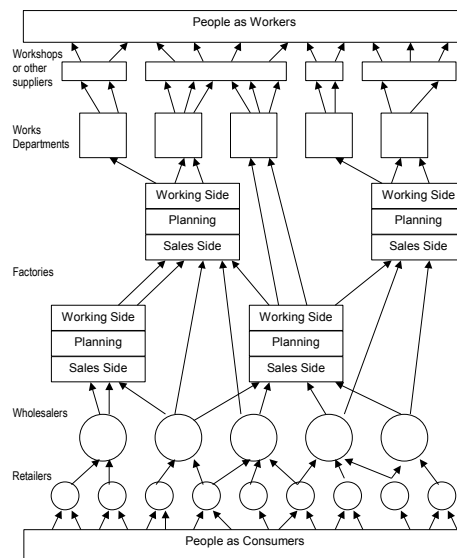 People as Workers
Workshops
or other
suppliers
Works
Departments
Working Side
Planning
Sales Side
Working Side
Planning
Sales Side
Factories
Working Side
Planning
Sales Side
Working Side
Planning
Sales Side
Wholesalers
Retailers
People as Consumers